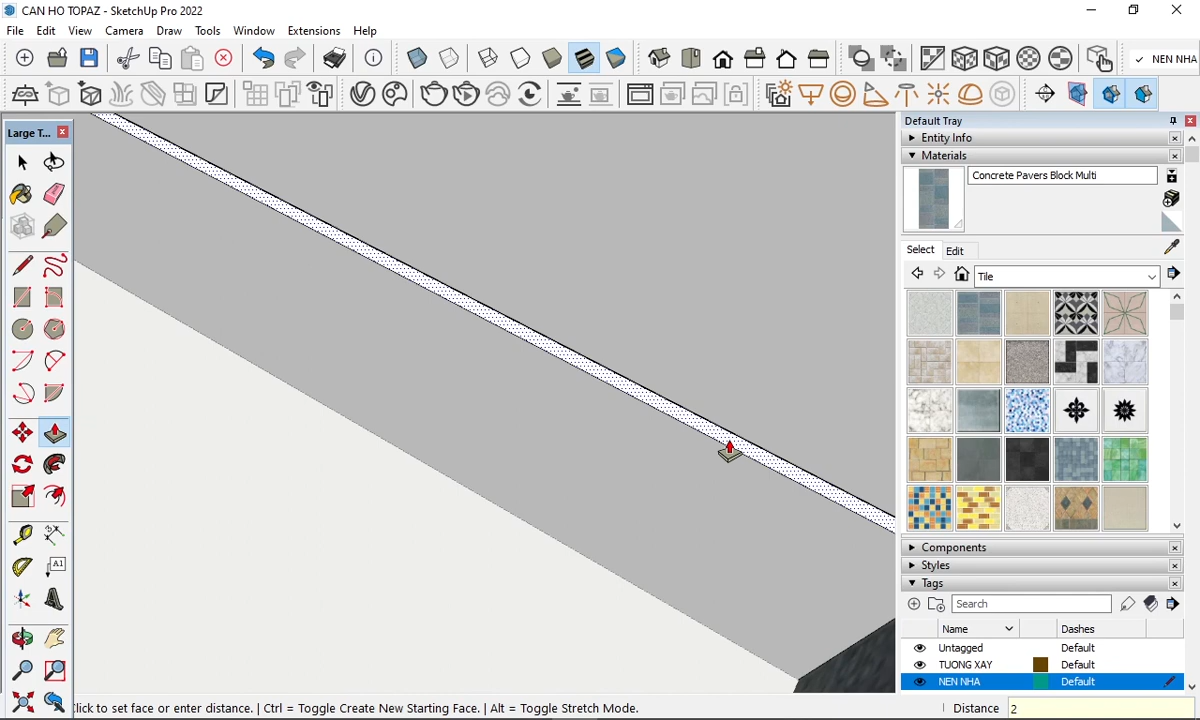 CAN HO TOPAZ - SketchUp Pro 2022
File Edit View Camera Draw Tools Window Extensions Help
NEN NHA
Large T...
Default Tray
Entity Info
Materials
Concrete Pavers Block Multi
Select Edit
Tile
A1
Components
Styles
Tags
Search
Name Dashes
Untagged Default
TUONG XAY Default
NEN NHA Default
Click to set face or enter distance. | Ctrl = Toggle Create New Starting Face. | Alt = Toggle Stretch Mode. Distance 2